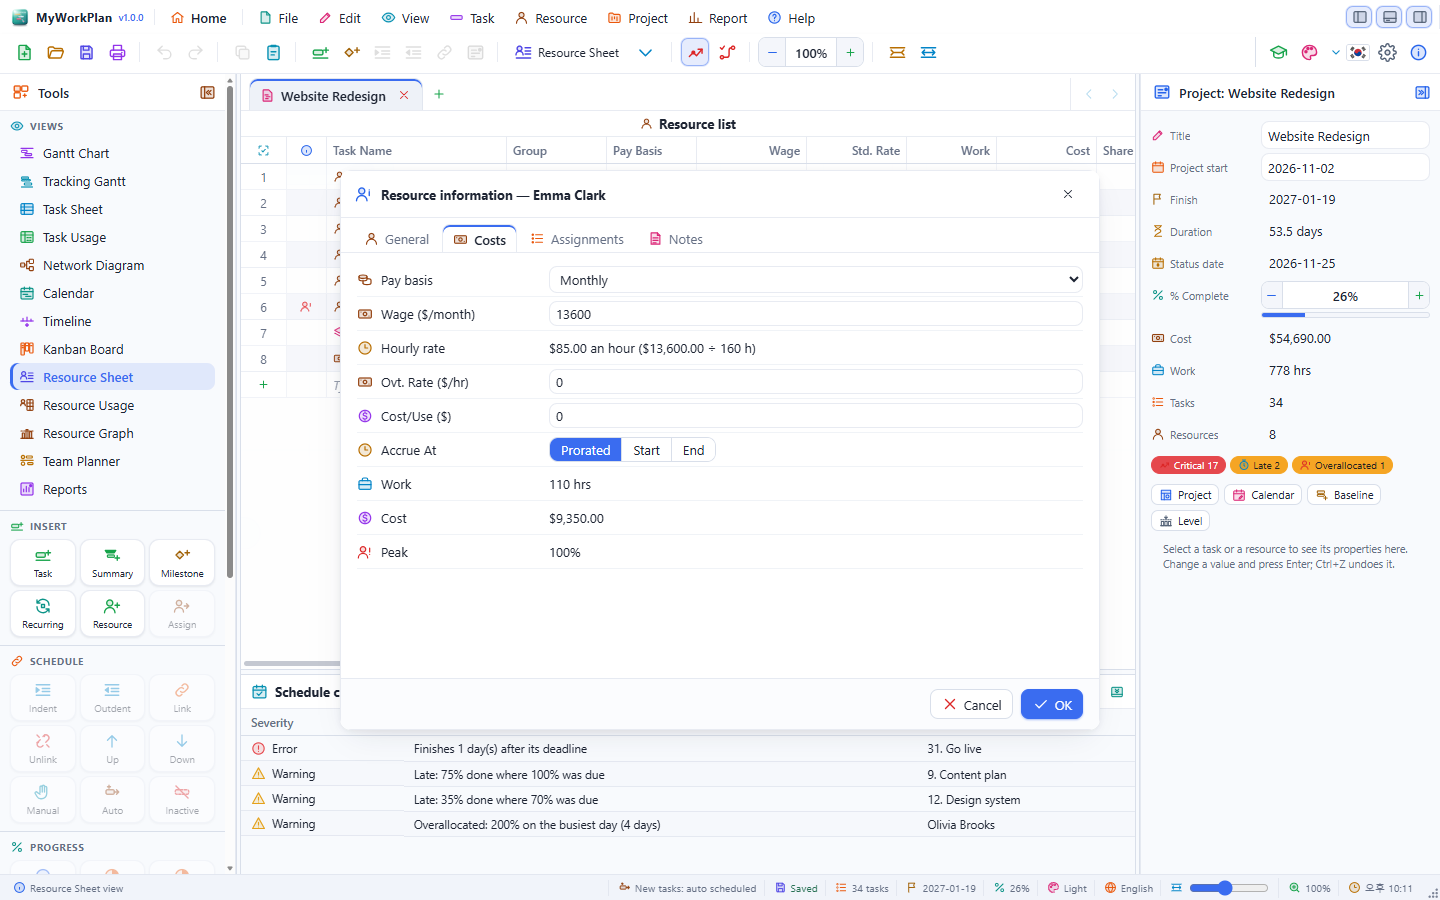 MyWorkPlan v1.0.0
Home
File
Edit
View
Task
Resource
Project
Report
Help
Resource Sheet
100%
Tools
VIEWS
Gantt Chart
Tracking Gantt
Task Sheet
Task Usage
Network Diagram
Calendar
Timeline
Kanban Board
Resource Sheet
Resource Usage
Resource Graph
Team Planner
Reports
INSERT
Task
Summary
Milestone
Recurring
Resource
Assign
SCHEDULE
Indent
Outdent
Link
Unlink
Up
Down
Manual
Auto
Inactive
PROGRESS
Website Redesign
Resource list
Task Name
Group
Pay Basis
Wage
Std. Rate
Work
Cost
Share
1
2
3
4
5
6
7
8
Resource information — Emma Clark
General
Costs
Assignments
Notes
Pay basis
Monthly
Wage ($/month)
13600
Hourly rate
$85.00 an hour ($13,600.00 ÷ 160 h)
Ovt. Rate ($/hr)
0
Cost/Use ($)
0
Accrue At
Prorated
Start
End
Work
110 hrs
Cost
$9,350.00
Peak
100%
Cancel
OK
Schedule c
Severity
Error
Finishes 1 day(s) after its deadline
31. Go live
Warning
Late: 75% done where 100% was due
9. Content plan
Warning
Late: 35% done where 70% was due
12. Design system
Warning
Overallocated: 200% on the busiest day (4 days)
Olivia Brooks
Project: Website Redesign
Title
Website Redesign
Project start
2026-11-02
Finish
2027-01-19
Duration
53.5 days
Status date
2026-11-25
% Complete
26%
Cost
$54,690.00
Work
778 hrs
Tasks
34
Resources
8
Critical 17
Late 2
Overallocated 1
Project
Calendar
Baseline
Level
Select a task or a resource to see its properties here.
Change a value and press Enter; Ctrl+Z undoes it.
Resource Sheet view
New tasks: auto scheduled
Saved
34 tasks
2027-01-19
26%
Light
English
100%
오후 10:11